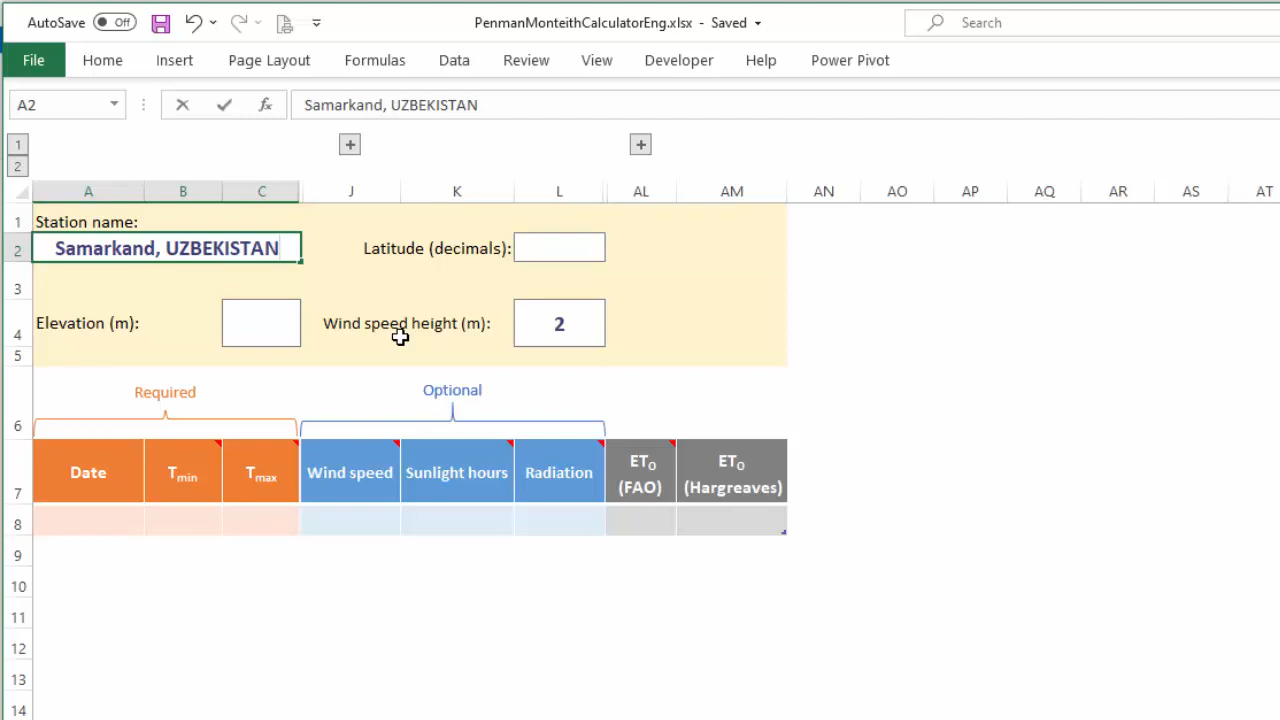 AutoSave Off PenmanMonteithCalculatorEng.xlsx - Saved Search
File Home Insert Page Layout Formulas Data Review View Developer Help Power Pivot
A2 fx Samarkand, UZBEKISTAN
1
2
A B C J K L AL AM AN AO AP AQ AR AS AT
1 Station name:
2 Samarkand, UZBEKISTAN Latitude (decimals):
3
4 Elevation (m): Wind speed height (m): 2
5
Required Optional
6
7 Date Tmin Tmax Wind speed Sunlight hours Radiation ETO (FAO) ETO (Hargreaves)
8
9
10
11
12
13
14